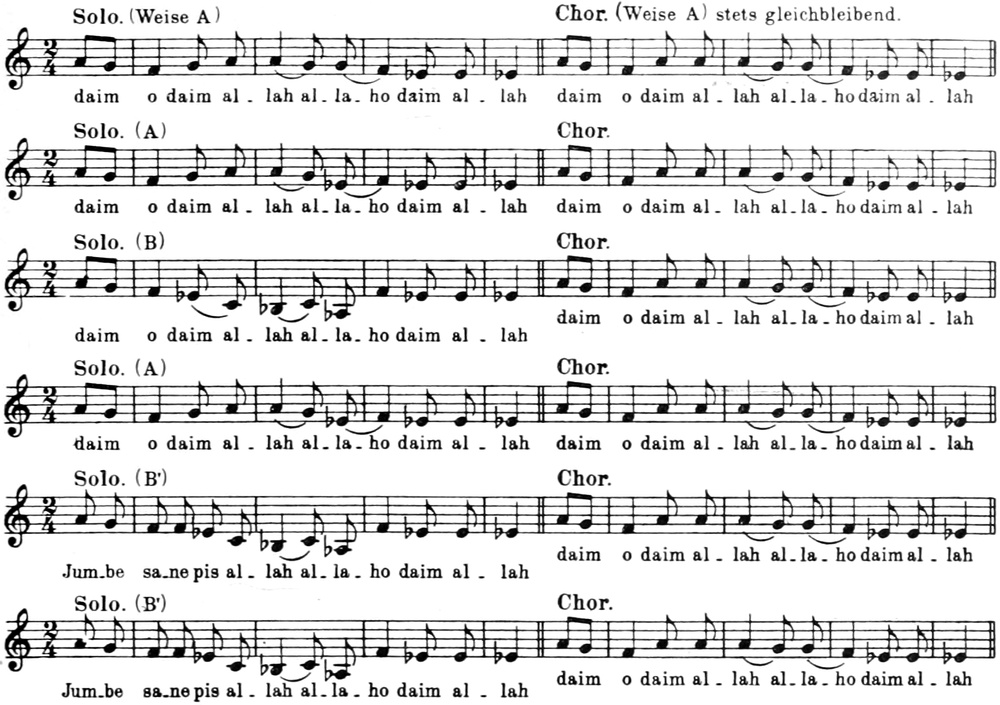 Solo. (Weise A) Chor. (Weise A) stets gleichbleibend.
2/4
daim o daim al - lah al - la - ho daim al - lah daim o daim al - lah al - la - ho daim al - lah
Solo. (A) Chor.
2/4
daim o daim al - lah al - la - ho daim al - lah daim o daim al - lah al - la - ho daim al - lah
Solo. (B) Chor.
2/4
daim o daim al - lah al - la - ho daim al - lah daim o daim al - lah al - la - ho daim al - lah
Solo. (A) Chor.
2/4
daim o daim al - lah al - la - ho daim al - lah daim o daim al - lah al - la - ho daim al - lah
Solo. (B') Chor.
2/4
Jum - be sa - ne pis al - lah al - la - ho daim al - lah daim o daim al - lah al - la - ho daim al - lah
Solo. (B') Chor.
2/4
Jum - be sa - ne pis al - lah al - la - ho daim al - lah daim o daim al - lah al - la - ho daim al - lah